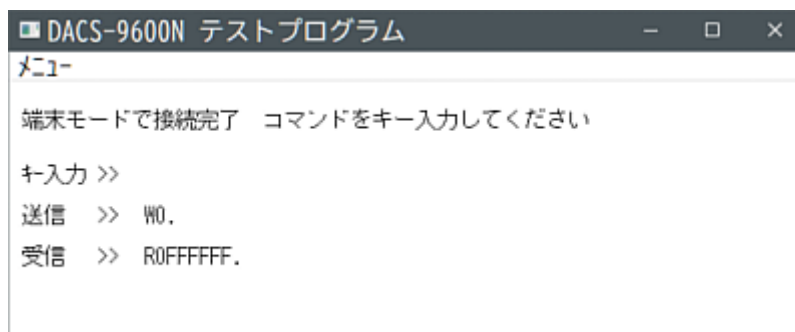 DACS-9600N テストプログラム
ﾒﾆｭｰ
端末モードで接続完了　コマンドをキー入力してください
ｷｰ入力 >>
送信　>>　W0.
受信　>>　R0FFFFFF.